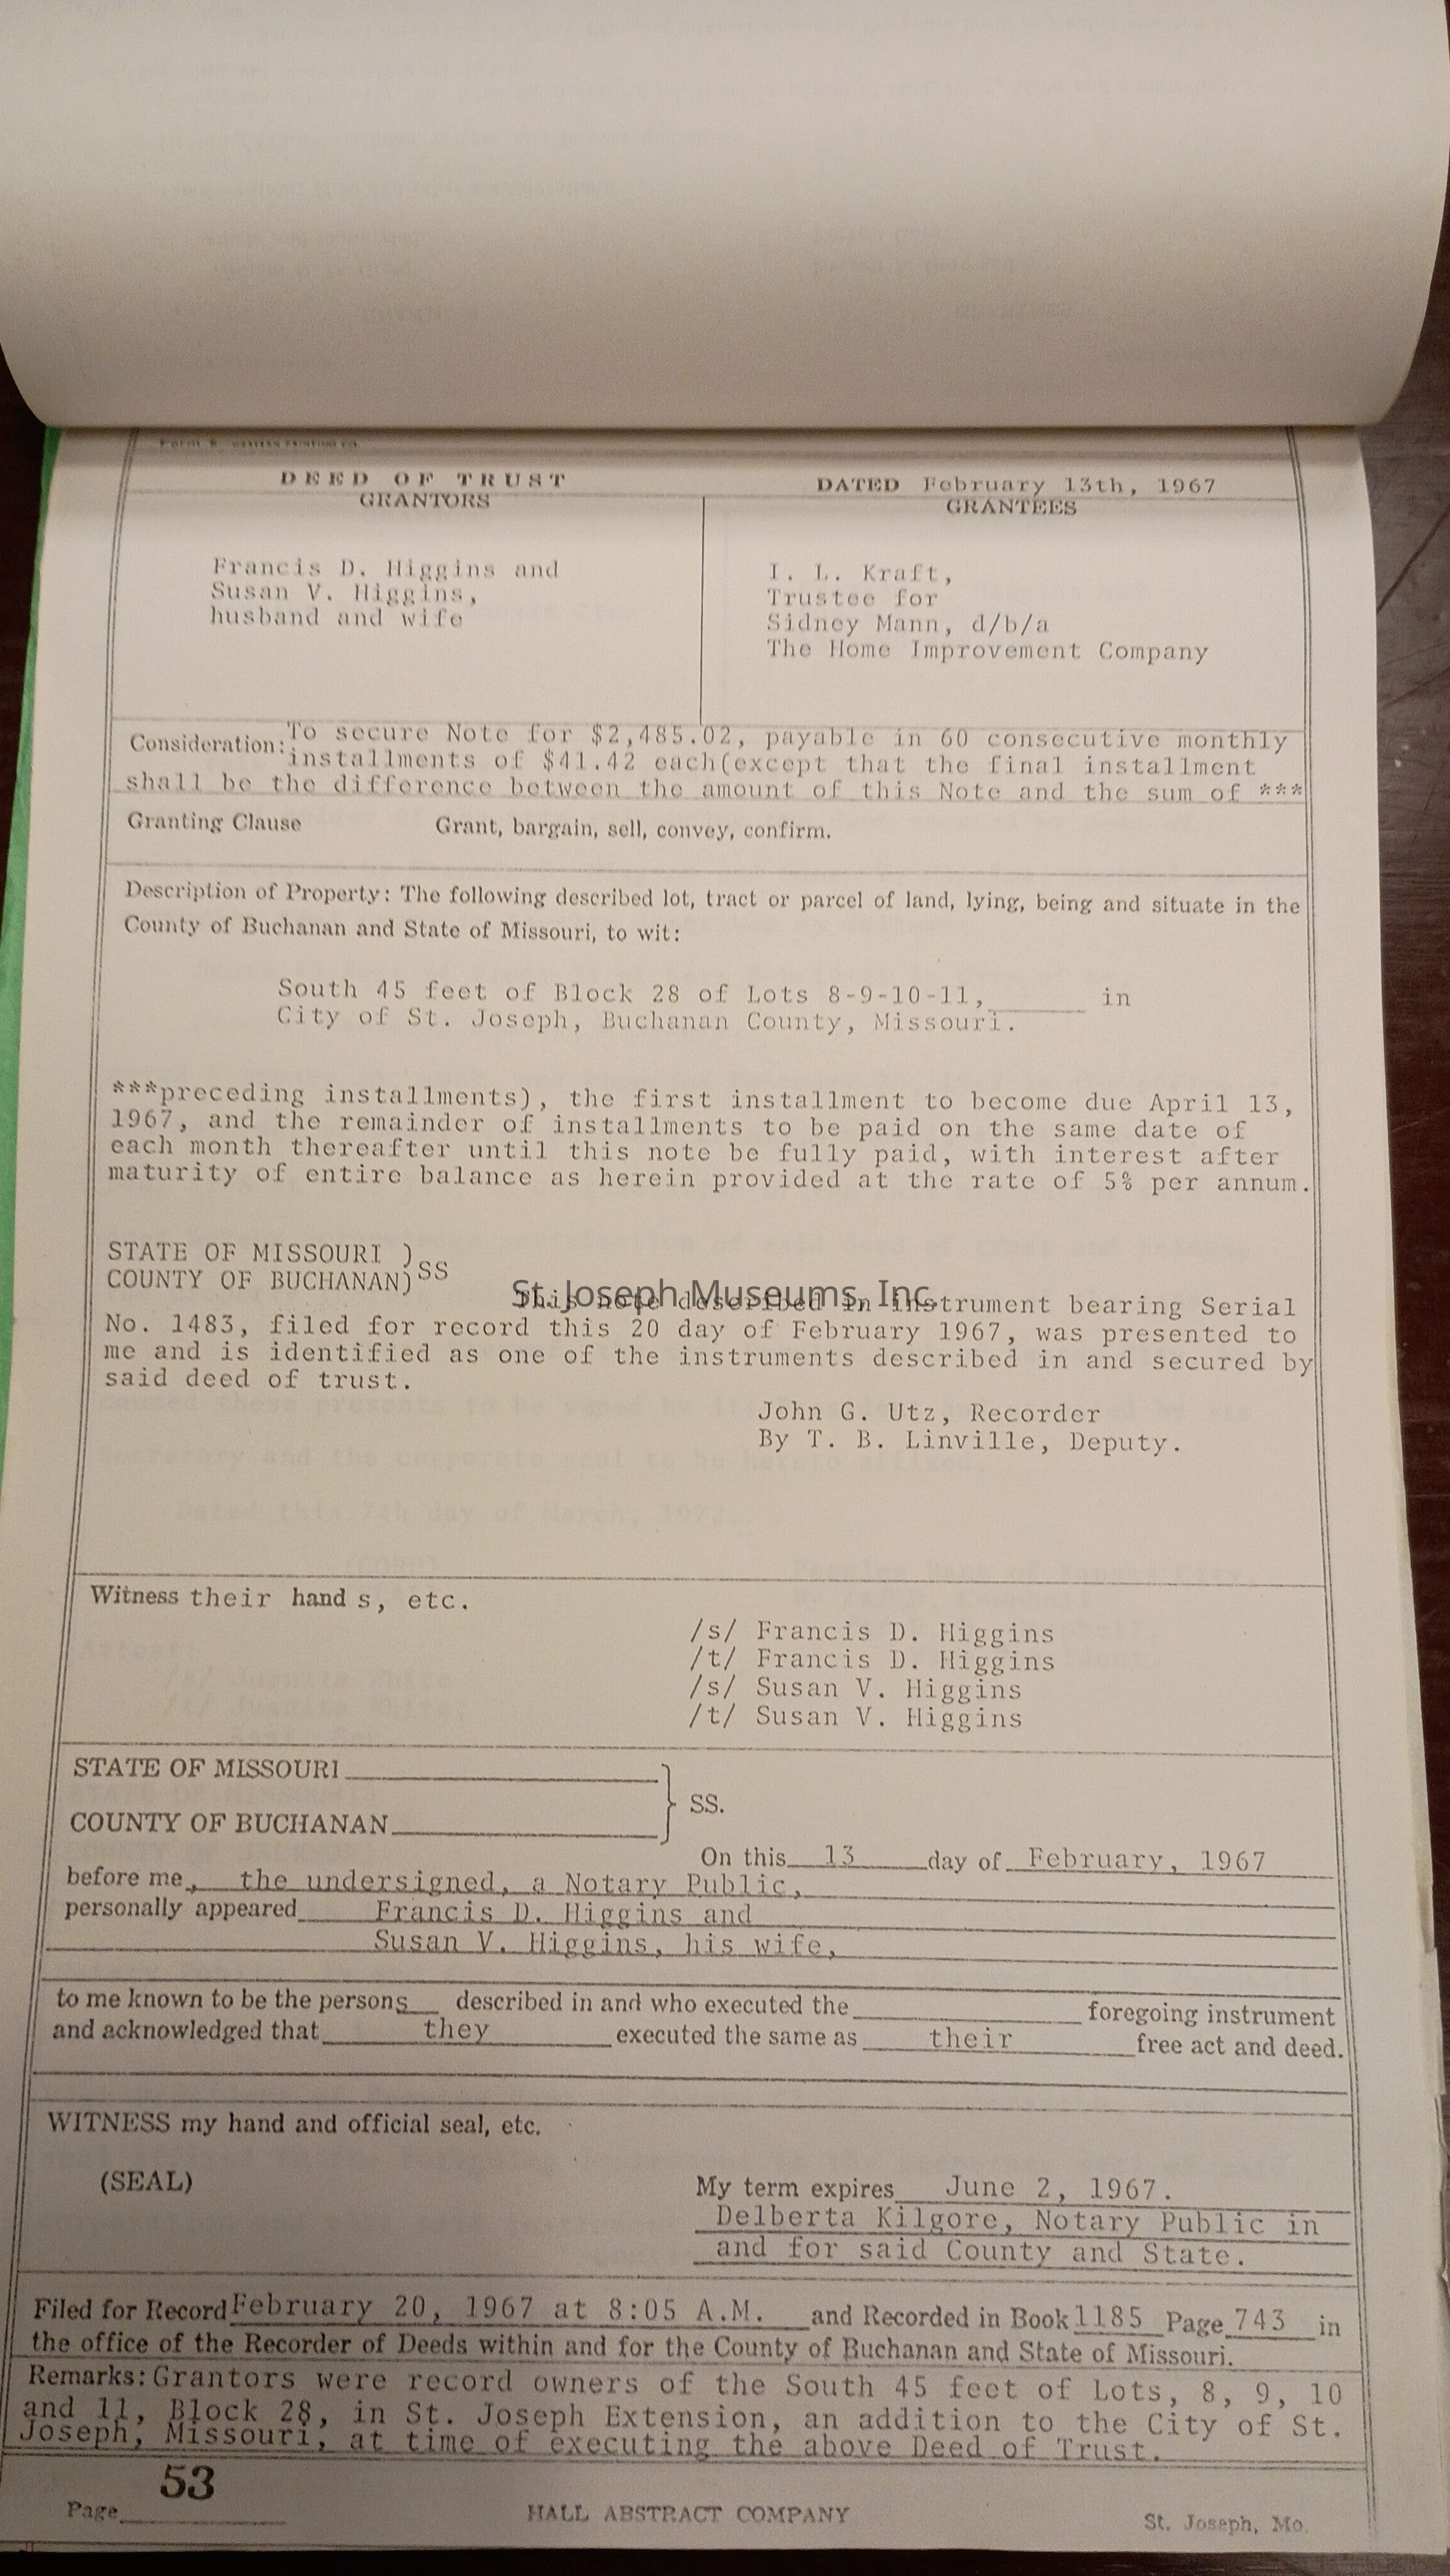 DEED OF TRUST
DATED February 13th, 1967
GRANTORS
GRANTEES
Francis D. Higgins and
Susan V. Higgins,
husband and wife
I. L. Kraft,
Trustee for
Sidney Mann, d/b/a
The Home Improvement Company
Consideration: To secure Note for $2,485.02, payable in 60 consecutive monthly
installments of $41.42 each(except that the final installment
shall be the difference between the amount of this Note and the sum of ***
Granting Clause Grant, bargain, sell, convey, confirm.
Description of Property: The following described lot, tract or parcel of land, lying, being and situate in the
County of Buchanan and State of Missouri, to wit:
South 45 feet of Block 28 of Lots 8-9-10-11,______ in
City of St. Joseph, Buchanan County, Missouri.
***preceding installments), the first installment to become due April 13,
1967, and the remainder of installments to be paid on the same date of
each month thereafter until this note be fully paid, with interest after
maturity of entire balance as herein provided at the rate of 5% per annum.
STATE OF MISSOURI )
COUNTY OF BUCHANAN) SS
St. Joseph Museums, Inc.
This note described in instrument bearing Serial
No. 1483, filed for record this 20 day of February 1967, was presented to
me and is identified as one of the instruments described in and secured by
said deed of trust.
John G. Utz, Recorder
By T. B. Linville, Deputy.
Witness their hand s, etc.
/s/ Francis D. Higgins
/t/ Francis D. Higgins
/s/ Susan V. Higgins
/t/ Susan V. Higgins
STATE OF MISSOURI
COUNTY OF BUCHANAN
SS.
On this 13 day of February, 1967
before me, the undersigned, a Notary Public,
personally appeared Francis D. Higgins and
Susan V. Higgins, his wife,
to me known to be the persons described in and who executed the foregoing instrument
and acknowledged that they executed the same as their free act and deed.
WITNESS my hand and official seal, etc.
(SEAL)
My term expires June 2, 1967.
Delberta Kilgore, Notary Public in
and for said County and State.
Filed for Record February 20, 1967 at 8:05 A.M. and Recorded in Book 1185 Page 743 in
the office of the Recorder of Deeds within and for the County of Buchanan and State of Missouri.
Remarks: Grantors were record owners of the South 45 feet of Lots, 8, 9, 10
and 11, Block 28, in St. Joseph Extension, an addition to the City of St.
Joseph, Missouri, at time of executing the above Deed of Trust.
53
Page
HALL ABSTRACT COMPANY
St. Joseph, Mo.